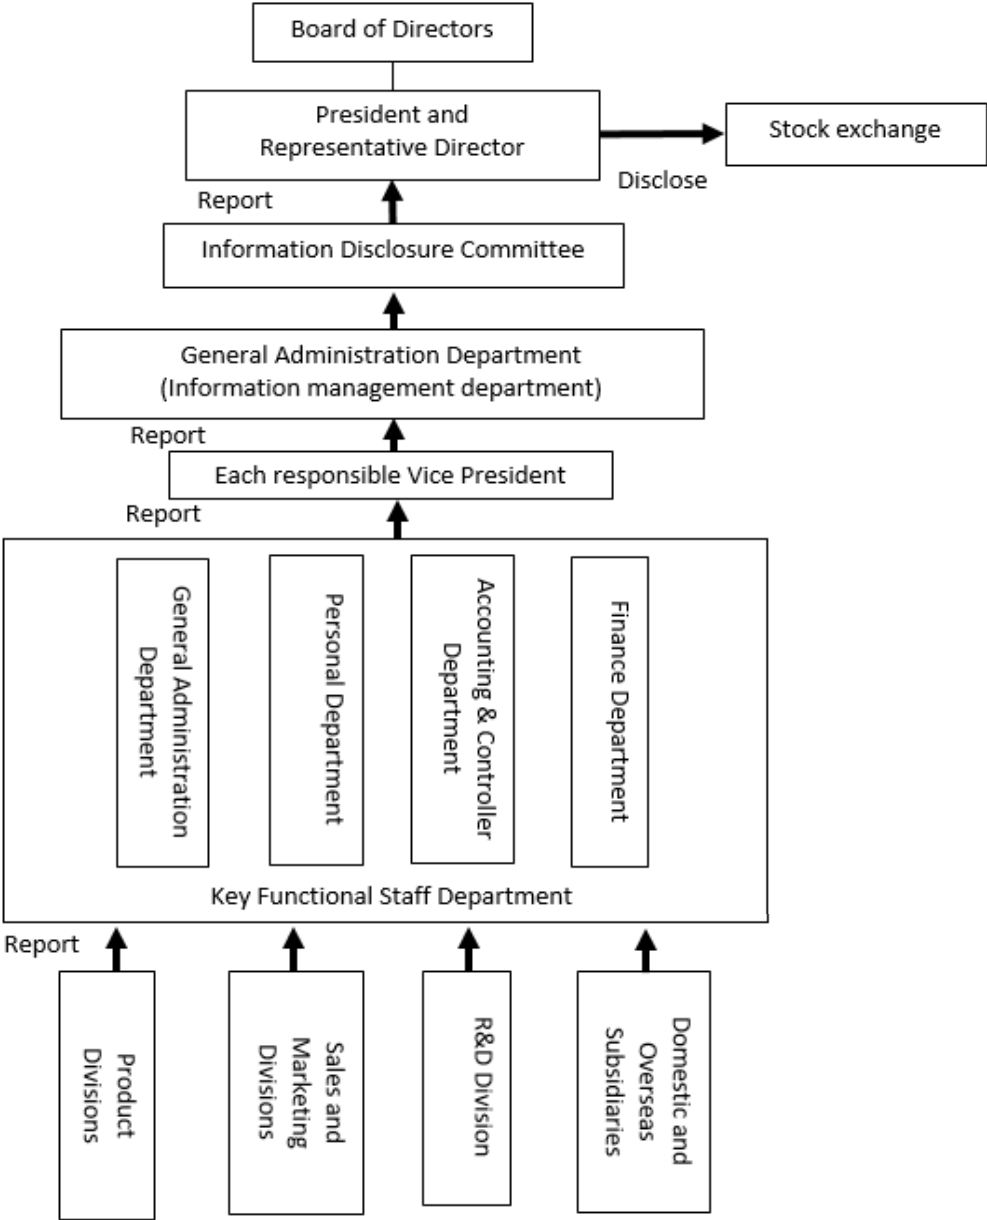 Board of Directors
President and
Representative Director
Stock exchange
Disclose
Report
Information Disclosure Committee
General Administration Department
(Information management department)
Report
Each responsible Vice President
Report
General Administration
Department
Personal Department
Accounting & Controller
Department
Finance Department
Key Functional Staff Department
Report
Product
Divisions
Sales and
Marketing
Divisions
R&D Division
Domestic and
Overseas
Subsidiaries